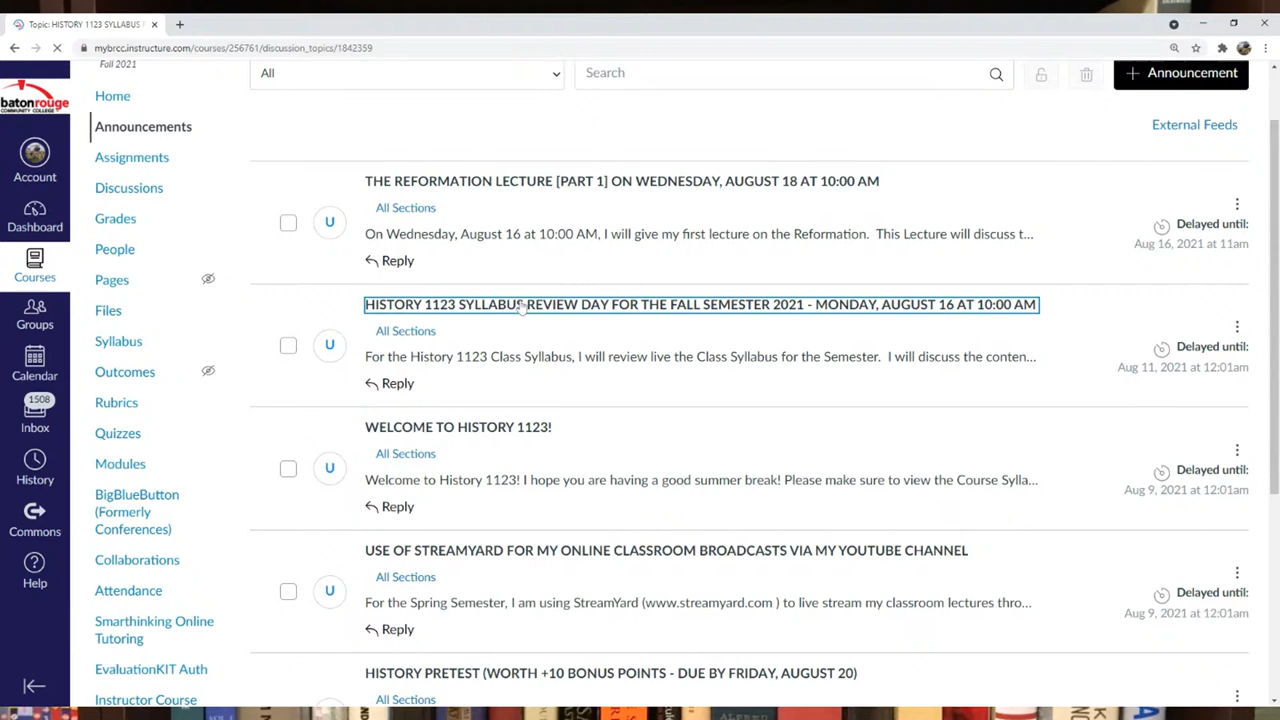 Topic: HISTORY 1123 SYLLABUS R
mybrcc.instructure.com/courses/256761/discussion_topics/1842359
Fall 2021
All
Search
Announcement
batonrouge
COMMUNITY COLLEGE
Home
Announcements
External Feeds
Assignments
Account
Discussions
THE REFORMATION LECTURE [PART 1] ON WEDNESDAY, AUGUST 18 AT 10:00 AM
All Sections
Delayed until:
Dashboard
Grades
On Wednesday, August 16 at 10:00 AM, I will give my first lecture on the Reformation. This Lecture will discuss t...
Aug 16, 2021 at 11am
People
Reply
Courses
Pages
Files
HISTORY 1123 SYLLABUS REVIEW DAY FOR THE FALL SEMESTER 2021 - MONDAY, AUGUST 16 AT 10:00 AM
All Sections
Groups
Syllabus
Delayed until:
For the History 1123 Class Syllabus, I will review live the Class Syllabus for the Semester. I will discuss the conten...
Aug 11, 2021 at 12:01am
Calendar
Outcomes
Reply
1508
Rubrics
Inbox
Quizzes
WELCOME TO HISTORY 1123!
All Sections
Modules
Delayed until:
History
Welcome to History 1123! I hope you are having a good summer break! Please make sure to view the Course Sylla...
Aug 9, 2021 at 12:01am
BigBlueButton
(Formerly
Conferences)
Reply
Commons
Collaborations
USE OF STREAMYARD FOR MY ONLINE CLASSROOM BROADCASTS VIA MY YOUTUBE CHANNEL
All Sections
Help
Attendance
Delayed until:
For the Spring Semester, I am using StreamYard (www.streamyard.com ) to live stream my classroom lectures thro...
Aug 9, 2021 at 12:01am
Smarthinking Online
Tutoring
Reply
EvaluationKIT Auth
HISTORY PRETEST (WORTH +10 BONUS POINTS - DUE BY FRIDAY, AUGUST 20)
Instructor Course
All Sections
U
U
U
U